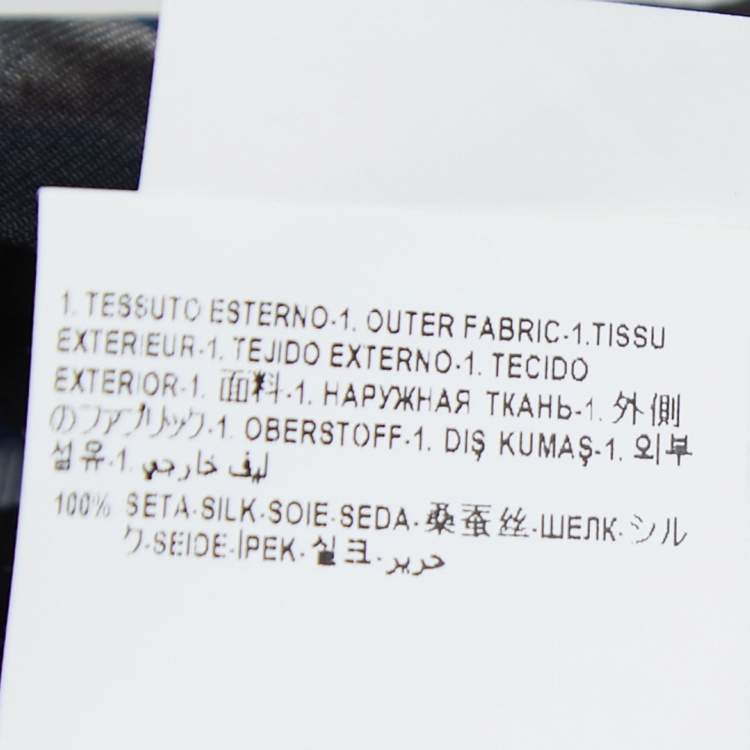 1. TESSUTO ESTERNO-1. OUTER FABRIC-1.TISSU
EXTERIEUR-1. TEJIDO EXTERNO-1. TECIDO
EXTERIOR-1. 面料-1. НАРУЖНАЯ ТКАНЬ-1. 外側
のファブリック-1. OBERSTOFF-1. DIŞ KUMAŞ-1. 외부
섬유-1. ليف خارجي
100% SETA-SILK-SOIE-SEDA-桑蚕丝-ШЕЛК-シル
ク-SEIDE-İPEK-실크-حرير